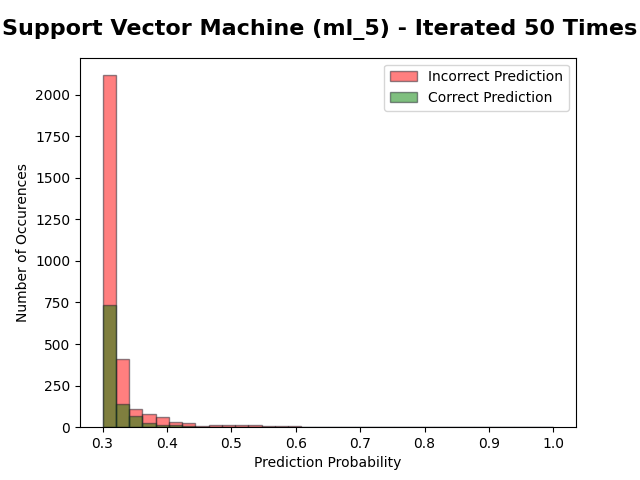 Support Vector Machine (ml_5) - Iterated 50 Times
Incorrect Prediction
Correct Prediction
Number of Occurences
2000
1750
1500
1250
1000
750
500
250
0
0.3 0.4 0.5 0.6 0.7 0.8 0.9 1.0
Prediction Probability